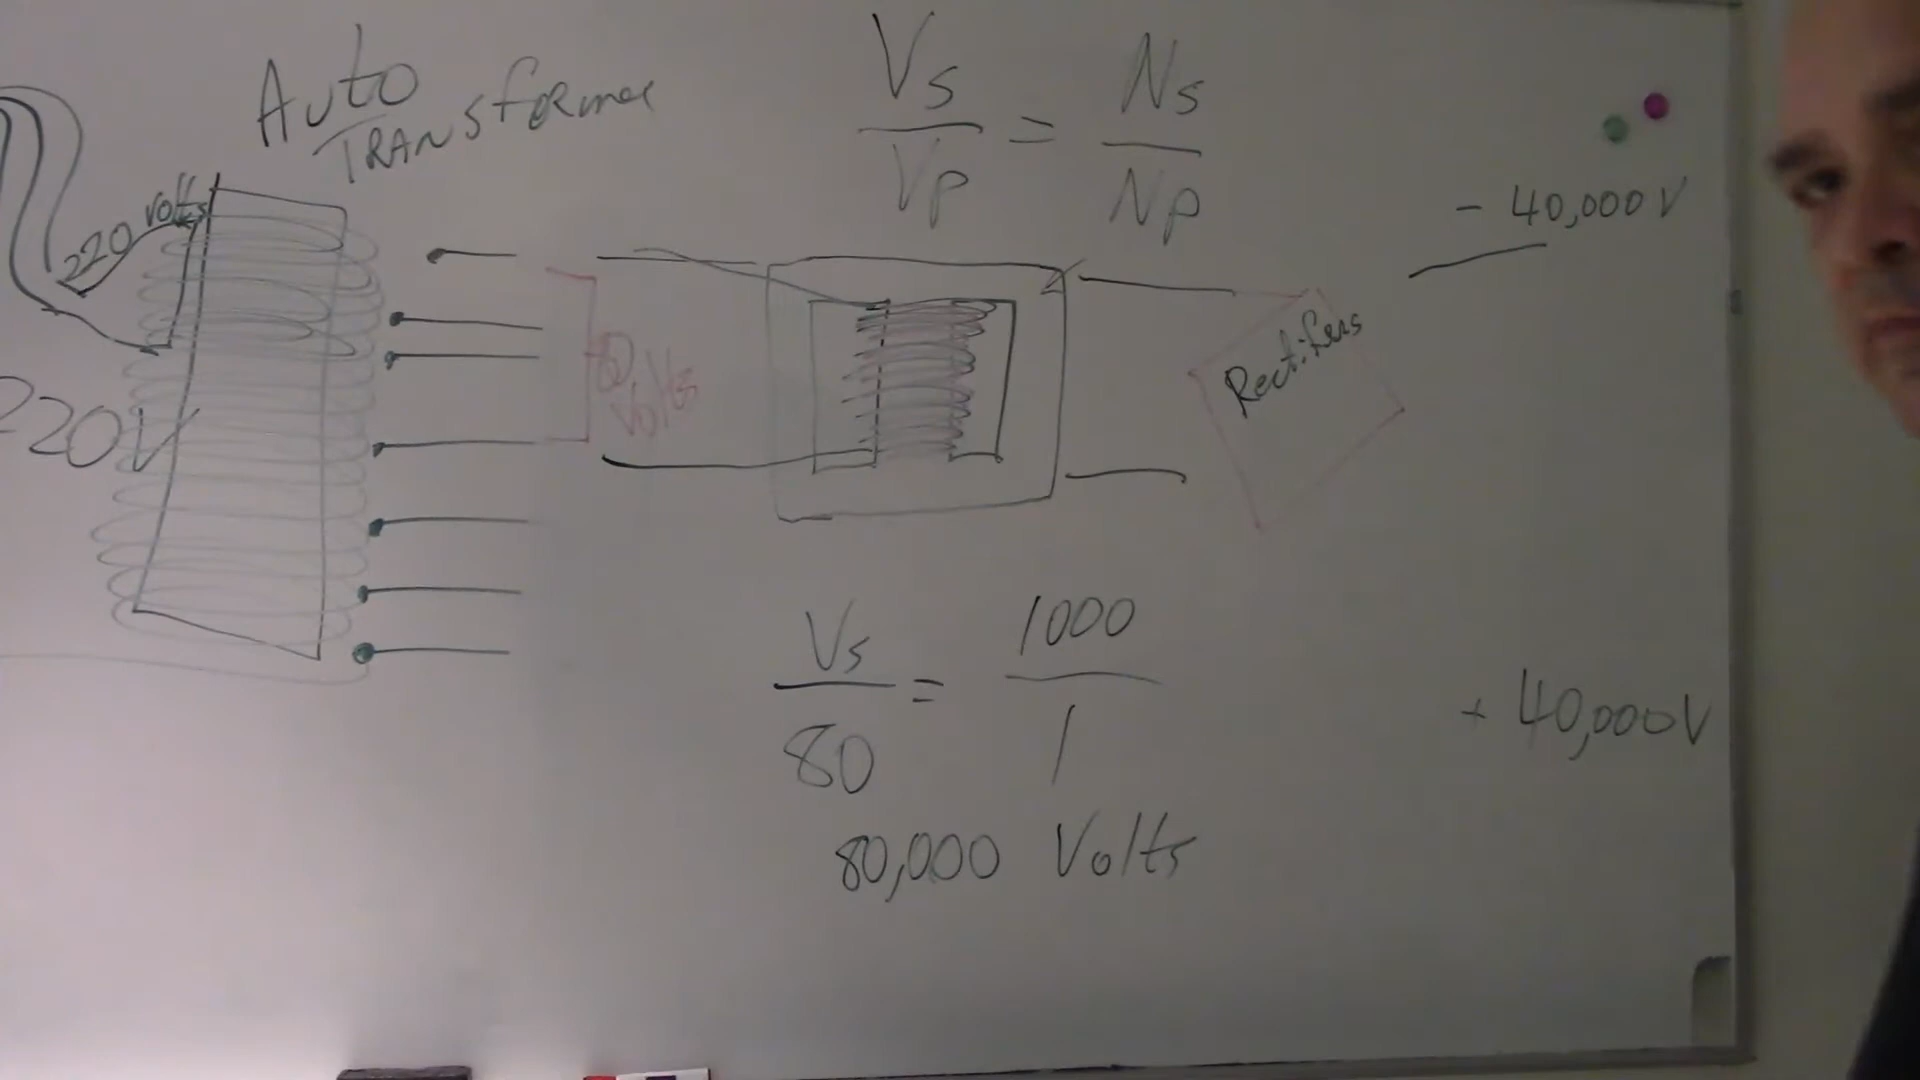 Auto
TRANSformer
Vs
Vp
=
Ns
Np
220 volts
220V
80
Volts
Rectifiers
- 40,000 V
Vs
80
=
1000
1
80,000 Volts
+ 40,000V